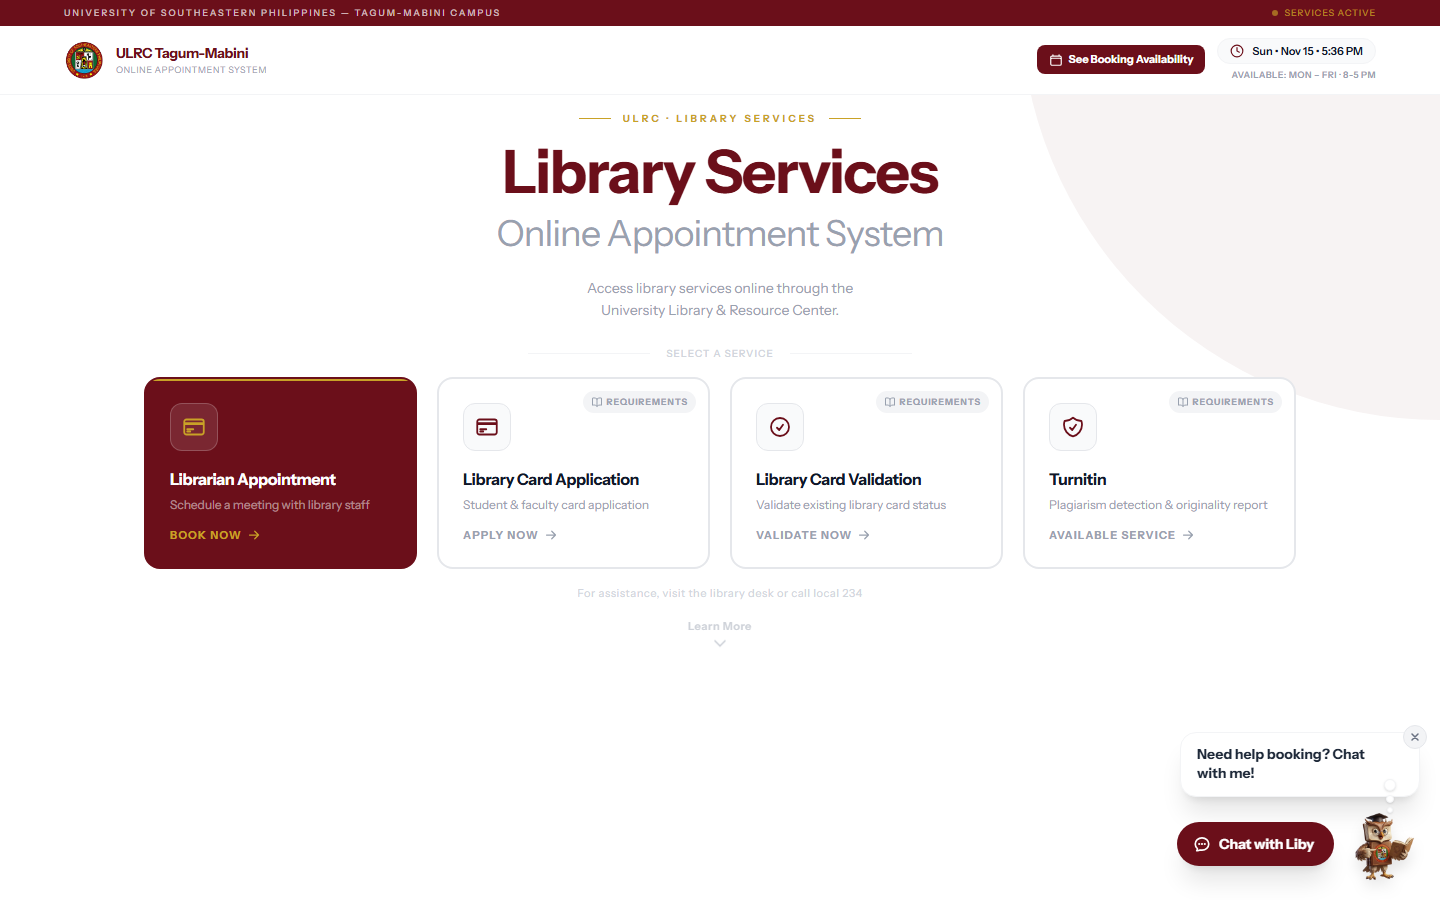 UNIVERSITY OF SOUTHEASTERN PHILIPPINES — TAGUM-MABINI CAMPUS
SERVICES ACTIVE
ULRC Tagum-Mabini
ONLINE APPOINTMENT SYSTEM
See Booking Availability
Sun • Nov 15 • 5:36 PM
AVAILABLE: MON – FRI · 8-5 PM
ULRC · LIBRARY SERVICES
Library Services
Online Appointment System
Access library services online through the
University Library & Resource Center.
SELECT A SERVICE
Librarian Appointment
Schedule a meeting with library staff
BOOK NOW →
REQUIREMENTS
Library Card Application
Student & faculty card application
APPLY NOW →
REQUIREMENTS
Library Card Validation
Validate existing library card status
VALIDATE NOW →
REQUIREMENTS
Turnitin
Plagiarism detection & originality report
AVAILABLE SERVICE →
For assistance, visit the library desk or call local 234
Learn More
Need help booking? Chat
with me!
Chat with Liby